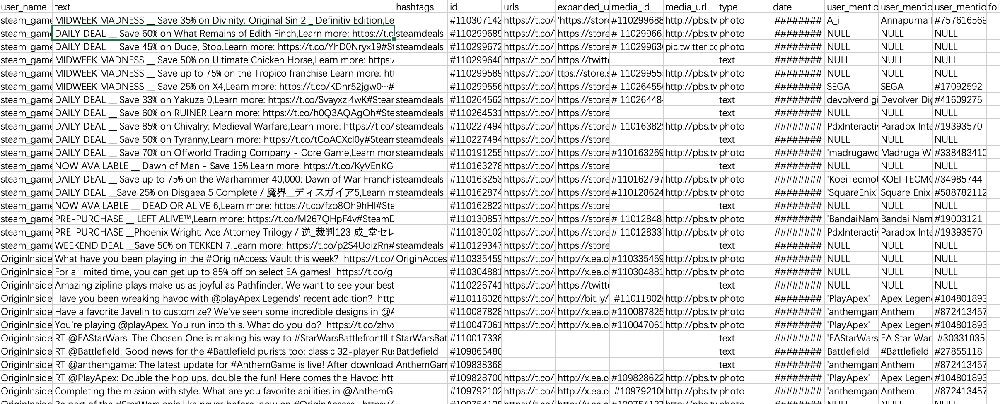 user_name text hashtags id urls expanded_u media_id media_url type date user_mentio user_mentio user_mentio fol
steam_game MIDWEEK MADNESS __ Save 35% on Divinity: Original Sin 2 _ Definitiv Edition,Le #110307142 https://t.co/ 'https://store #110299688 http://pbs.tw photo ######## A_i Annapurna #757616569
steam_game DAILY DEAL __ Save 60% on What Remains of Edith Finch,Learn more: https://t.c steamdeals #110299689 https://t.co/ https://store # 11029966 http://pbs.tw photo ######## NULL NULL NULL
steam_game DAILY DEAL __ Save 45% on Dude, Stop,Learn more: https://t.co/YhD0Nryx19#St steamdeals #110299672 https://t.co/ https://store # 11029963 pic.twitter.co photo ######## NULL NULL NULL
steam_game MIDWEEK MADNESS __ Save 50% on Ultimate Chicken Horse,Learn more: https:/ #110299640 https://t.co/ https://twitte text ######## NULL NULL NULL
steam_game MIDWEEK MADNESS __ Save up to 75% on the Tropico franchise!Learn more: htt #110299589 https://t.co/ ttps://store.s # 11029955 http://pbs.tw photo ######## NULL NULL NULL
steam_game MIDWEEK MADNESS __ Save 25% on X4,Learn more: https://t.co/KDnr52jgw0…# #110299556 https://t.co/ https://store # 11026455 http://pbs.tw photo ######## SEGA SEGA #17092592
steam_game DAILY DEAL __ Save 33% on Yakuza 0,Learn more: https://t.co/Svayxzi4wK#Stear steamdeals #110264562 https://t.co/ https://store # 11026448 text ######## devolverdigi Devolver Dig #41609275
steam_game DAILY DEAL __ Save 60% on RUINER,Learn more: https://t.co/h0Q3AQAgOh#Ste steamdeals #110264531 https://t.co/ https://store text ######## NULL NULL NULL
steam_game DAILY DEAL __ Save 85% on Chivalry: Medieval Warfare,Learn more: https://t.co/ steamdeals #110227494 https://t.co/ https://store # 11016382 http://pbs.tw photo ######## PdxInteractiv Paradox Inte #19393570
steam_game DAILY DEAL __ Save 50% on Tyranny,Learn more: https://t.co/tCoACXcl0y#Steam steamdeals #110227494 https://t.co/ https://store text ######## NULL NULL NULL
steam_game DAILY DEAL __ Save 70% on Offworld Trading Company - Core Game,Learn mor steamdeals #110191255 https://t.co/ https://store #110163269 http://pbs.tw photo ######## 'madrugawo Madruga Wo #338483410
steam_game NOW AVAILABLE __ Dawn of Man - Save 15%,Learn more: https://t.co/KyVEnKG #110163278 https://t.co/ https://store text ######## NULL NULL NULL
steam_game DAILY DEAL __ Save up to 75% on the Warhammer 40,000: Dawn of War Franchi steamdeals #110163253 https://t.co/ https://store #110162797 http://pbs.tw photo ######## 'KoeiTecmoU KOEI TECMO #34985744
steam_game DAILY DEAL __Save 25% on Disgaea 5 Complete / 魔界__ディスガイア5,Learn m steamdeals #110162874 https://t.co/ https://store #110128624 http://pbs.tw photo ######## 'SquareEnix' Square Enix #588782112
steam_game NOW AVAILABLE __ DEAD OR ALIVE 6,Learn more: https://t.co/fzo8Oh9hHl#Ste #110162822 https://t.co/ https://store text ######## NULL NULL NULL
steam_game PRE-PURCHASE __ LEFT ALIVE™,Learn more: https://t.co/M267QHpF4v#SteamD #110130857 https://t.co/ https://store # 11012848 http://pbs.tw photo ######## 'BandaiNam Bandai Nam #19003121
steam_game PRE-PURCHASE __Phoenix Wright: Ace Attorney Trilogy / 逆_裁判123 成_堂セレ #110130102 https://t.co/ https://store # 11012833 http://pbs.tw photo ######## PdxInteractiv Paradox Inte #19393570
steam_game WEEKEND DEAL __Save 50% on TEKKEN 7,Learn more: https://t.co/p2S4UoizRn# steamdeals #110129347 https://t.co/ https://store text ######## NULL NULL NULL
OriginInside What have you been playing in the #OriginAccess Vault this week? https://t.co/ OriginAcces #110335459 https://t.co/ http://x.ea.c #110335459 http://pbs.tw photo ######## NULL NULL NULL
OriginInside For a limited time, you can get up to 85% off on select EA games! https://t.co/g #110304881 https://t.co/ http://x.ea.c #110304881 http://pbs.tw photo ######## NULL NULL NULL
OriginInside Amazing zipline plays make us as joyful as Pathfinder. We want to see your best #110226741 https://t.co/ https://twitte text ######## NULL NULL NULL
OriginInside Have you been wreaking havoc with @playApex Legends' recent addition? http #110118026 https://t.co/ http://bit.ly/ #11011802 http://pbs.tw photo ######## 'PlayApex' Apex Legen #104801893
OriginInside Have a favorite Javelin to customize? We've seen some incredible designs in @A #110087828 https://t.co/ http://x.ea.c #110087825 http://pbs.tw photo ######## 'anthemgam Anthem #872413457
OriginInside You're playing @playApex. You run into this. What do you do? https://t.co/zhvx #110047061 https://t.co/ http://x.ea.c #110047061 http://pbs.tw photo ######## 'PlayApex' Apex Legen #104801893
OriginInside RT @EAStarWars: The Chosen One is making his way to #StarWarsBattlefrontII t StarWarsBat #110017338 text ######## 'EAStarWars EA Star War #30331035
OriginInside RT @Battlefield: Good news for the #Battlefield purists too: classic 32-player Ru Battlefield #109865480 text ######## Battlefield #Battlefield #27855118
OriginInside RT @anthemgame: The latest update for #AnthemGame is live! After download AnthemGam #109838368 text ######## 'anthemgam Anthem #872413457
OriginInside RT @PlayApex: Double the hop ups, double the fun! Here comes the Havoc: htt #109828700 https://t.co/ http://x.ea.c #109828622 http://pbs.tw photo ######## 'PlayApex' Apex Legen #104801893
OriginInside Completing the mission with style. What are you favorite abilities in @AnthemG #109792102 https://t.co/ http://x.ea.c #10979210 http://pbs.tw photo ######## 'anthemgam Anthem #872413457
OriginInside Be part of the #StarWars epic like never before, now on #OriginAccess https://